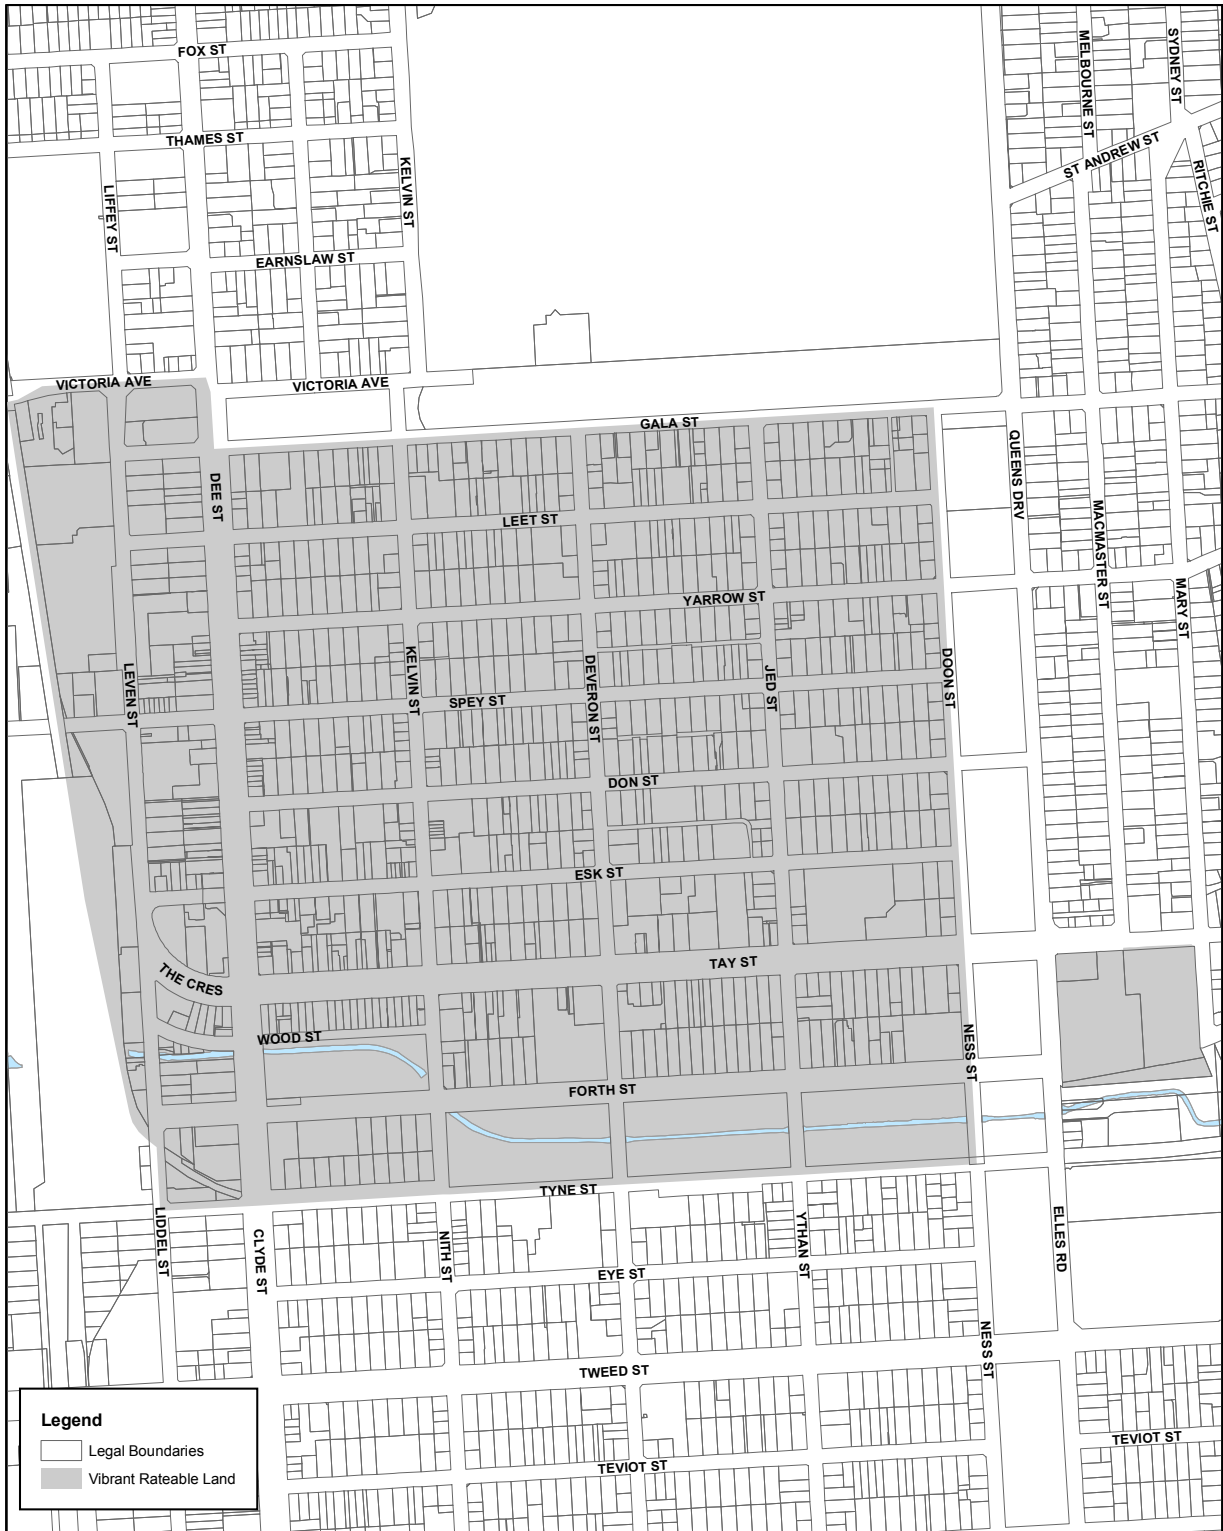 FOX ST
MELBOURNE ST
SYDNEY ST
THAMES ST
ST ANDREW ST
KELVIN ST
LIFFEY ST
RITCHIE ST
EARNSLAW ST
VICTORIA AVE
VICTORIA AVE
GALA ST
QUEENS DRV
DEE ST
LEET ST
MACMASTER ST
YARROW ST
MARY ST
LEVEN ST
KELVIN ST
DEVERON ST
JED ST
DOON ST
SPEY ST
DON ST
ESK ST
TAY ST
THE CRES
WOOD ST
NESS ST
FORTH ST
TYNE ST
LIDDEL ST
CLYDE ST
NITH ST
YTHAN ST
ELLES RD
EYE ST
NESS ST
TWEED ST
TEVIOT ST
TEVIOT ST
Legend
Legal Boundaries
Vibrant Rateable Land